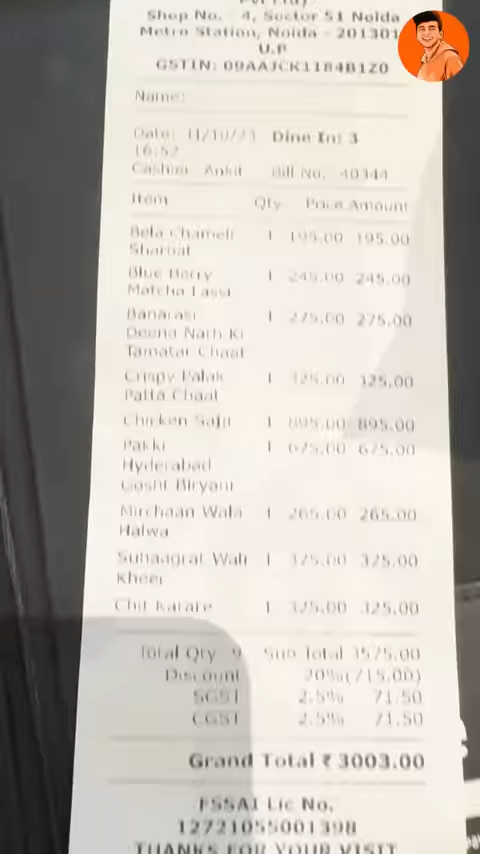 Shop No. - 4, Sector 51 Noida
Metro Station, Noida - 201301
U.P
GSTIN: 09AAJCK1184B1Z0
Name:
Date: Dine In: 3
16:52
Cashier: Ankit Bill No.: 40344
Item Qty. Price Amount
Bela Chameli 1 195.00 195.00
Sharbat
Blue Berry 1 245.00 245.00
Matcha Lassi
Banarasi 1 275.00 275.00
Deena Nath Ki
Tamatar Chaat
Crispy Palak 1 325.00 325.00
Patta Chaat
Chicken Sajji 1 895.00 895.00
Pakki 1 675.00 675.00
Hyderabad
Gosht Biryani
Mirchaan Wala 1 265.00 265.00
Halwa
Suhaagrat Wali 1 375.00 375.00
Kheer
Chit Karare 1 325.00 325.00
Total Qty: 9 Sub Total 3575.00
Discount 20%(715.00)
SGST 2.5% 71.50
CGST 2.5% 71.50
Grand Total ₹ 3003.00
FSSAI Lic No.
12721055001398
THANKS FOR YOUR VISIT